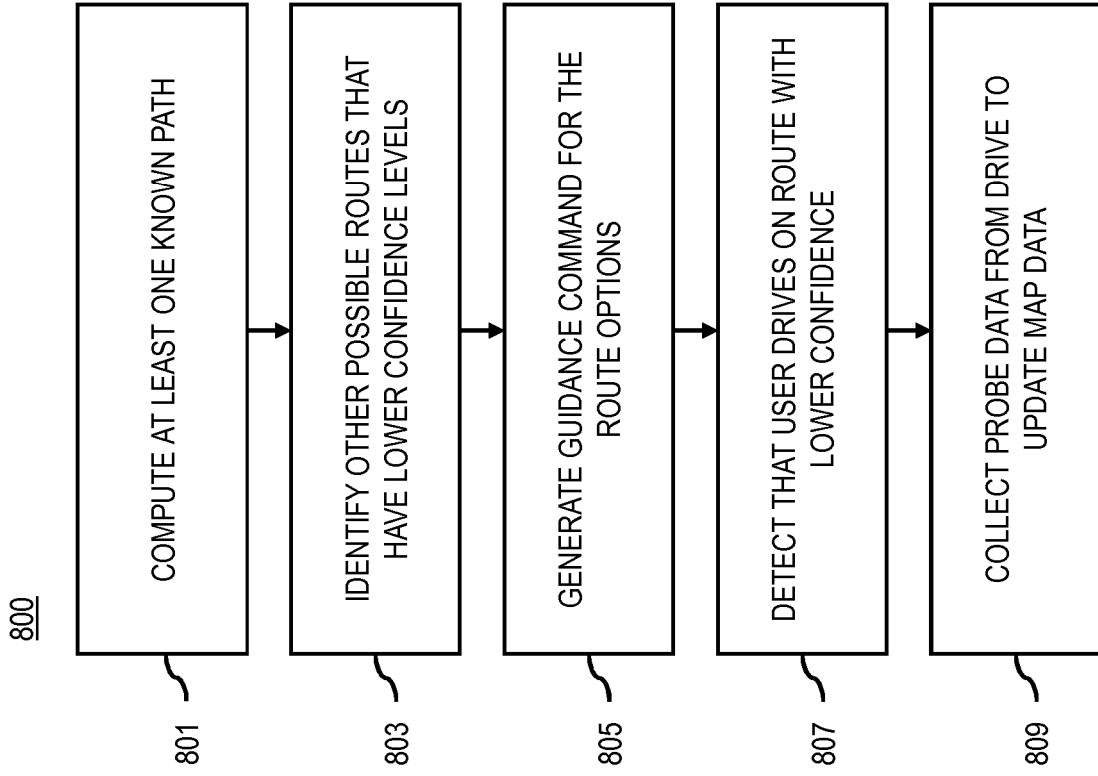 800
801
COMPUTE AT LEAST ONE KNOWN PATH
803
IDENTIFY OTHER POSSIBLE ROUTES THAT
HAVE LOWER CONFIDENCE LEVELS
805
GENERATE GUIDANCE COMMAND FOR THE
ROUTE OPTIONS
807
DETECT THAT USER DRIVES ON ROUTE WITH
LOWER CONFIDENCE
809
COLLECT PROBE DATA FROM DRIVE TO
UPDATE MAP DATA